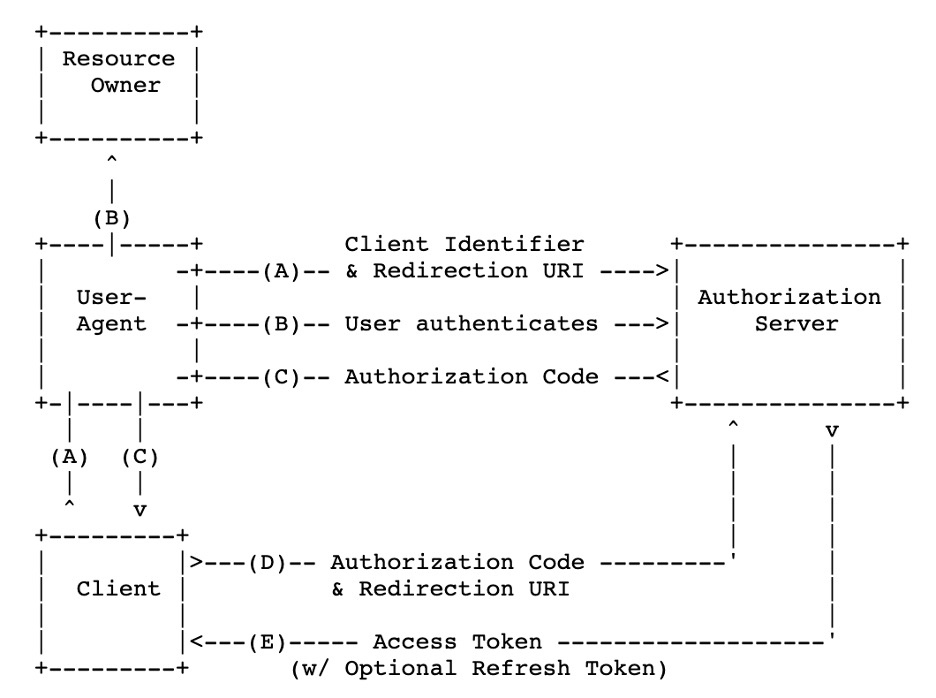 +----------+
| Resource |
|   Owner  |
|          |
+----------+
     ^
     |
    (B)
+----|-----+          Client Identifier      +---------------+
|         -+----(A)-- & Redirection URI ---->|               |
|  User-   |                                 | Authorization |
|  Agent  -+----(B)-- User authenticates --->|     Server    |
|          |                                 |               |
|         -+----(C)-- Authorization Code ---<|               |
+-|----|---+                                 +---------------+
  |    |                                         ^      v
 (A)  (C)                                        |      |
  |    |                                         |      |
  ^    v                                         |      |
+---------+                                      |      |
|         |>---(D)-- Authorization Code ---------'      |
|  Client |          & Redirection URI                  |
|         |                                             |
|         |<---(E)----- Access Token -------------------'
+---------+       (w/ Optional Refresh Token)